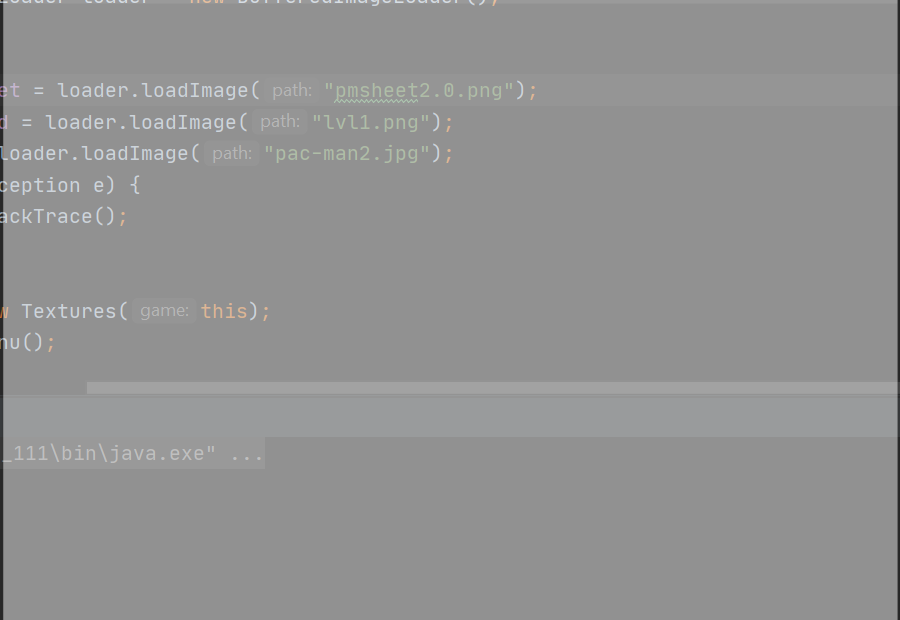 Loader loader = new BufferedImageLoader();
et = loader.loadImage( path: "pmsheet2.0.png");
d = loader.loadImage( path: "lvl1.png");
loader.loadImage( path: "pac-man2.jpg");
ception e) {
ackTrace();
w Textures( game: this);
nu();
_111\bin\java.exe" ...